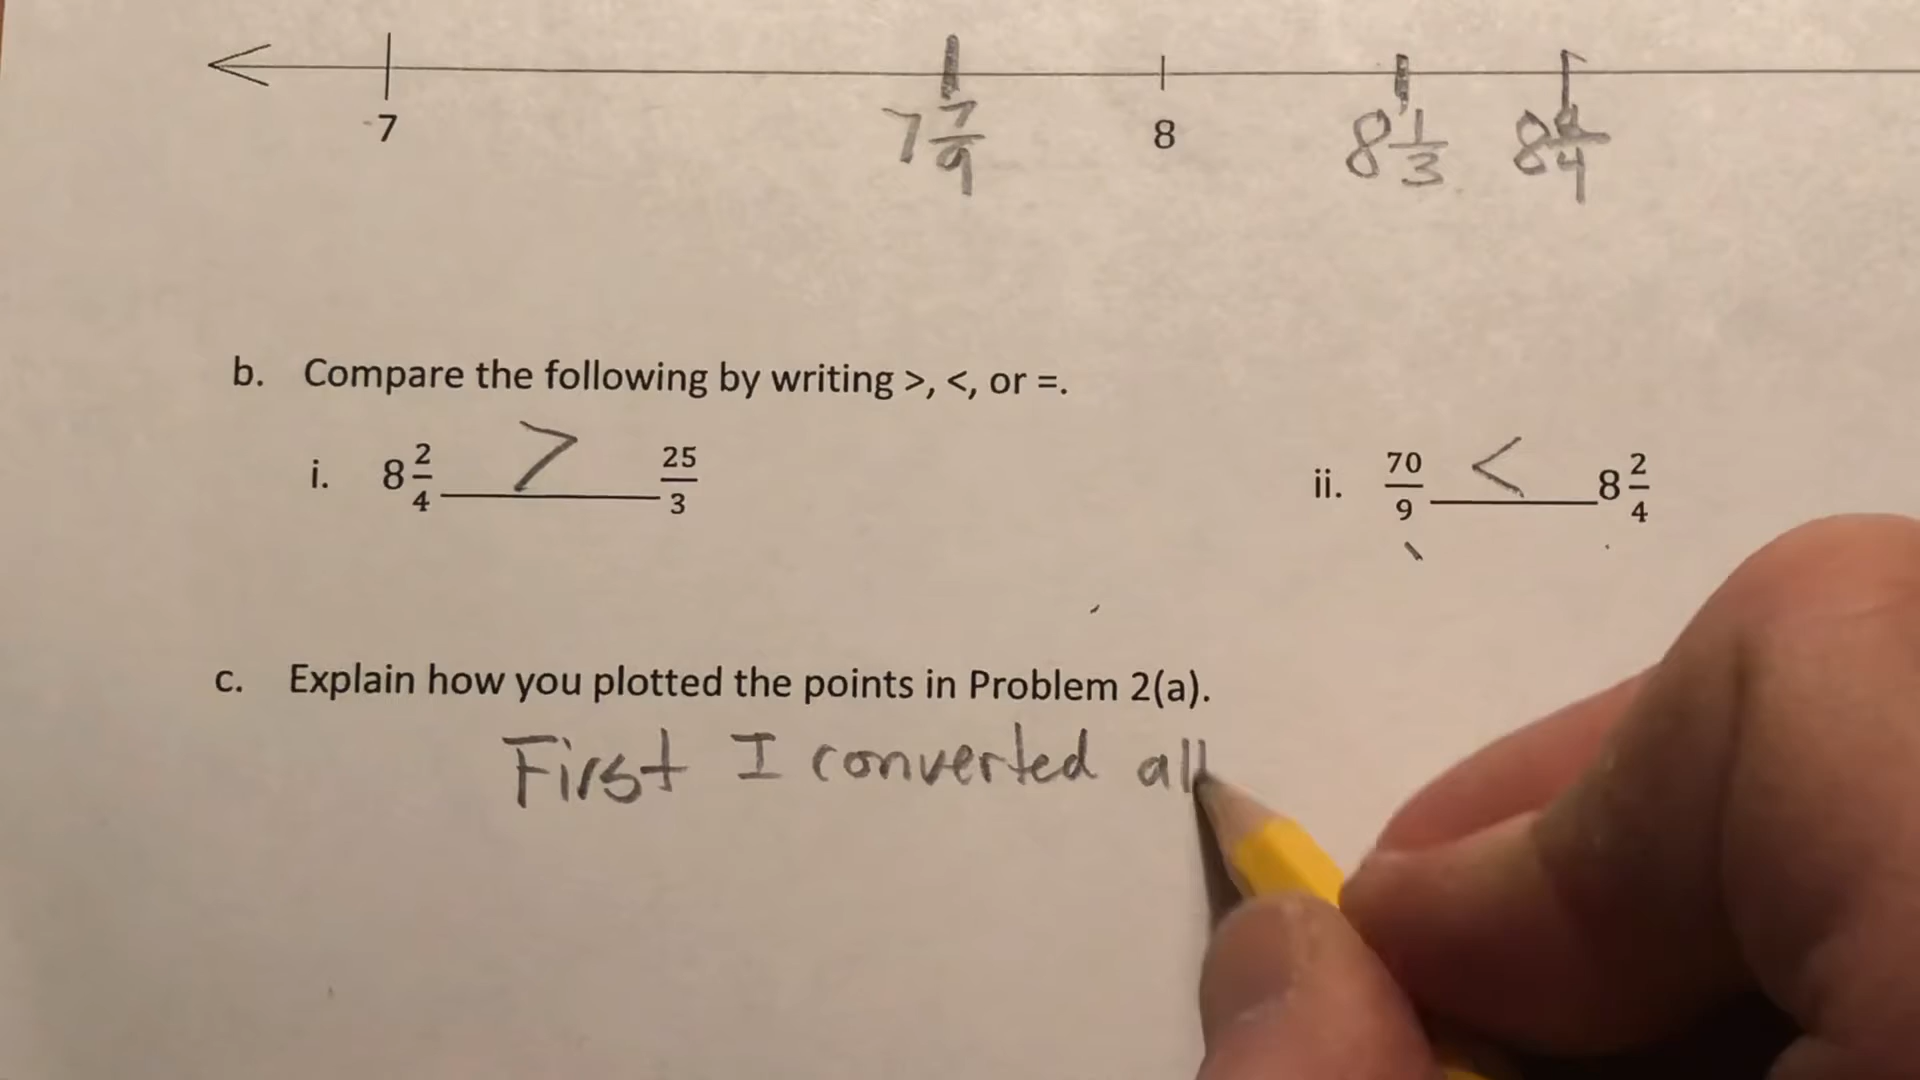 7 7 7/9 8 8 1/3 8 2/4
b. Compare the following by writing >, <, or =.
i. 8 2/4 > 25/3 ii. 70/9 < 8 2/4
c. Explain how you plotted the points in Problem 2(a).
First I converted all